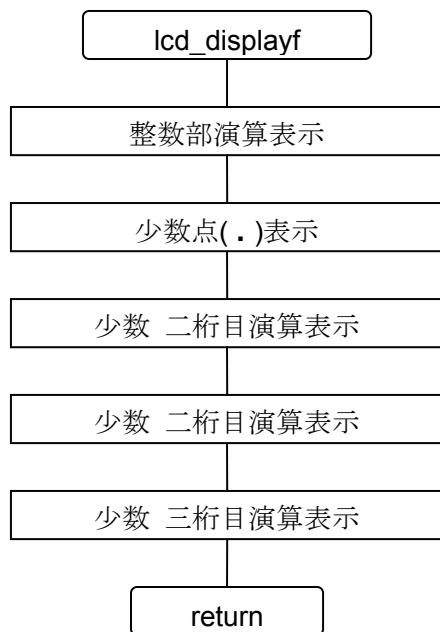 lcd_displayf
整数部演算表示
少数点( . )表示
少数 二桁目演算表示
少数 二桁目演算表示
少数 三桁目演算表示
return